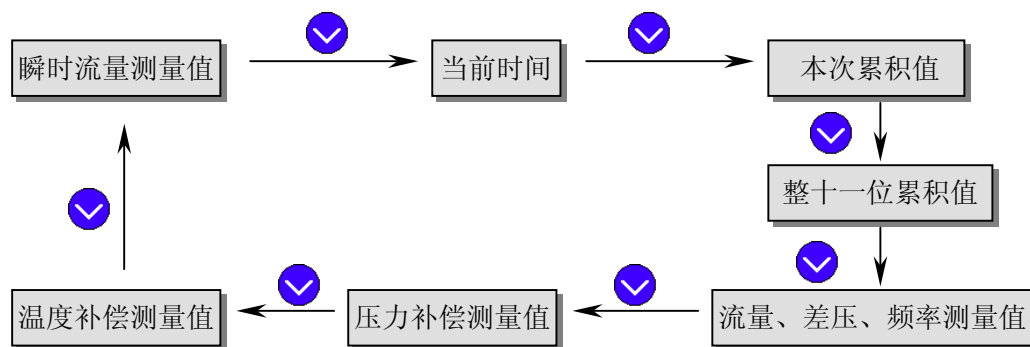 瞬时流量测量值
当前时间
本次累积值
整十一位累积值
温度补偿测量值
压力补偿测量值
流量、差压、频率测量值